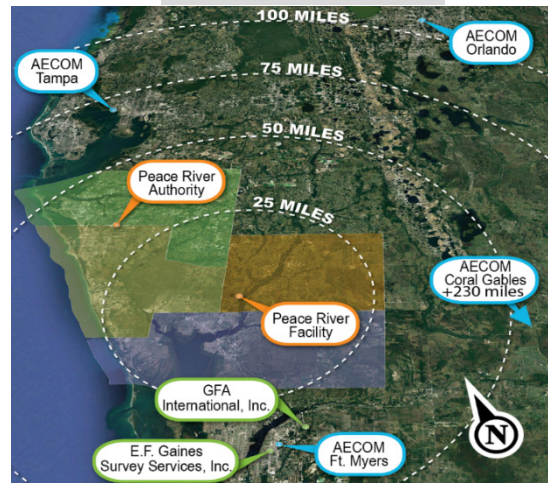 100 MILES
AECOM
Orlando
AECOM
Tampa
75 MILES
50 MILES
Peace River
Authority
25 MILES
AECOM
Coral Gables
+230 miles
Peace River
Facility
GFA
International, Inc.
E.F. Gaines
Survey Services, Inc.
AECOM
Ft. Myers
N